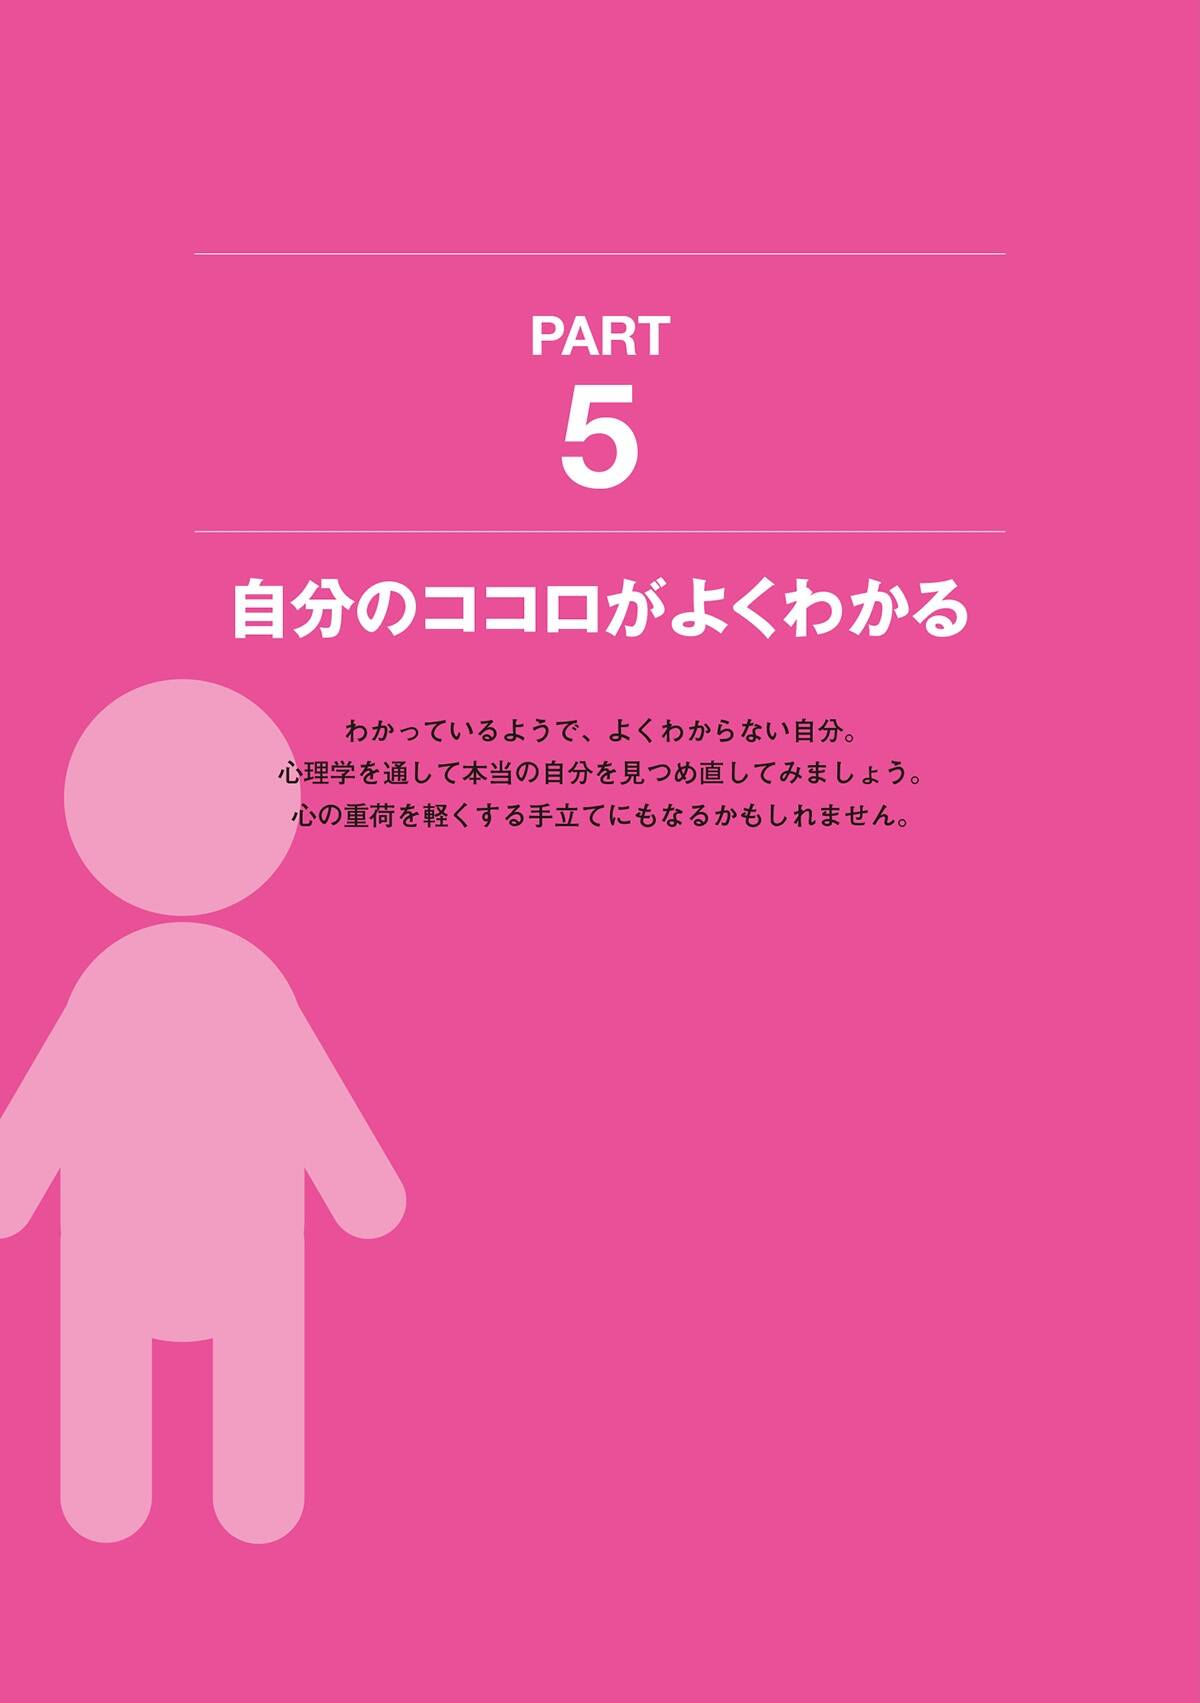 PART
5
自分のココロがよくわかる
わかっているようで、よくわからない自分。
心理学を通して本当の自分を見つめ直してみましょう。
心の重荷を軽くする手立てにもなるかもしれません。